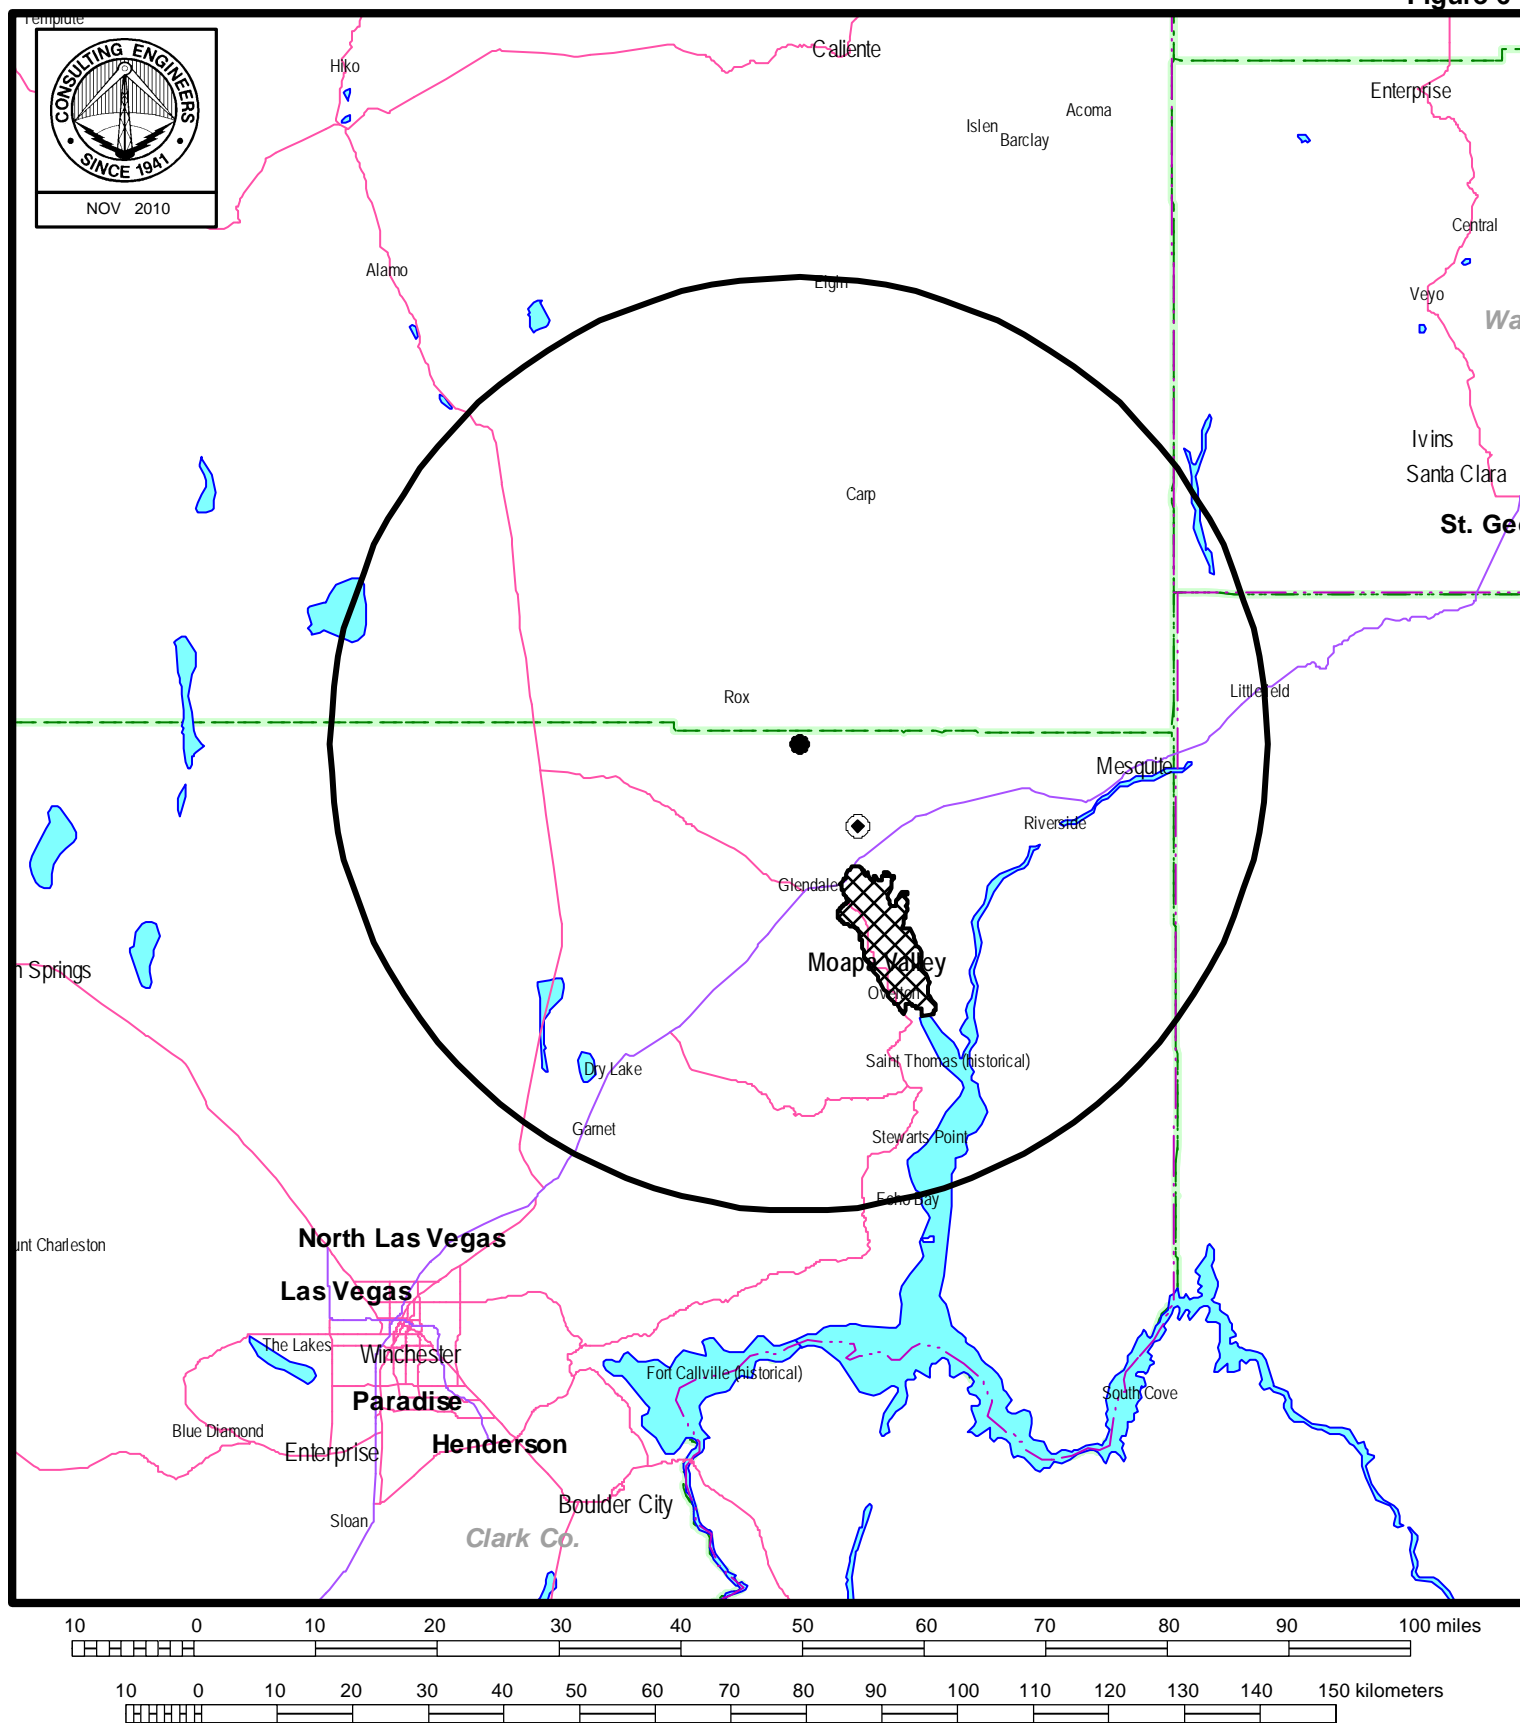 Caliente
Hiko
CONSULTING ENGINEERS
SINCE 1941
NOV 2010
Enterprise
Acoma
Islen
Barclay
Central
Alamo
Elgin
Veyo
Wa
Ivins
Santa Clara
Carp
St. Geo
Rox
Littlefield
Mesquite
Riverside
Glendale
Moapa Valley
n Springs
Overton
Saint Thomas (historical)
Dry Lake
Garnet
Stewarts Point
Echo Bay
North Las Vegas
unt Charleston
Las Vegas
The Lakes
Winchester
Fort Callville (historical)
South Cove
Paradise
Blue Diamond
Henderson
Enterprise
Boulder City
Sloan
Clark Co.
10 0 10 20 30 40 50 60 70 80 90 100 miles
10 0 10 20 30 40 50 60 70 80 90 100 110 120 130 140 150 kilometers